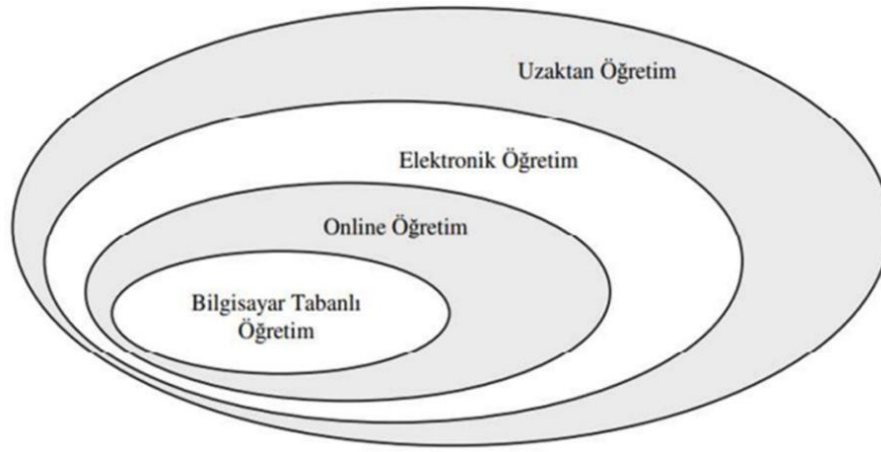 Uzaktan Öğretim
Elektronik Öğretim
Online Öğretim
Bilgisayar Tabanlı
Öğretim